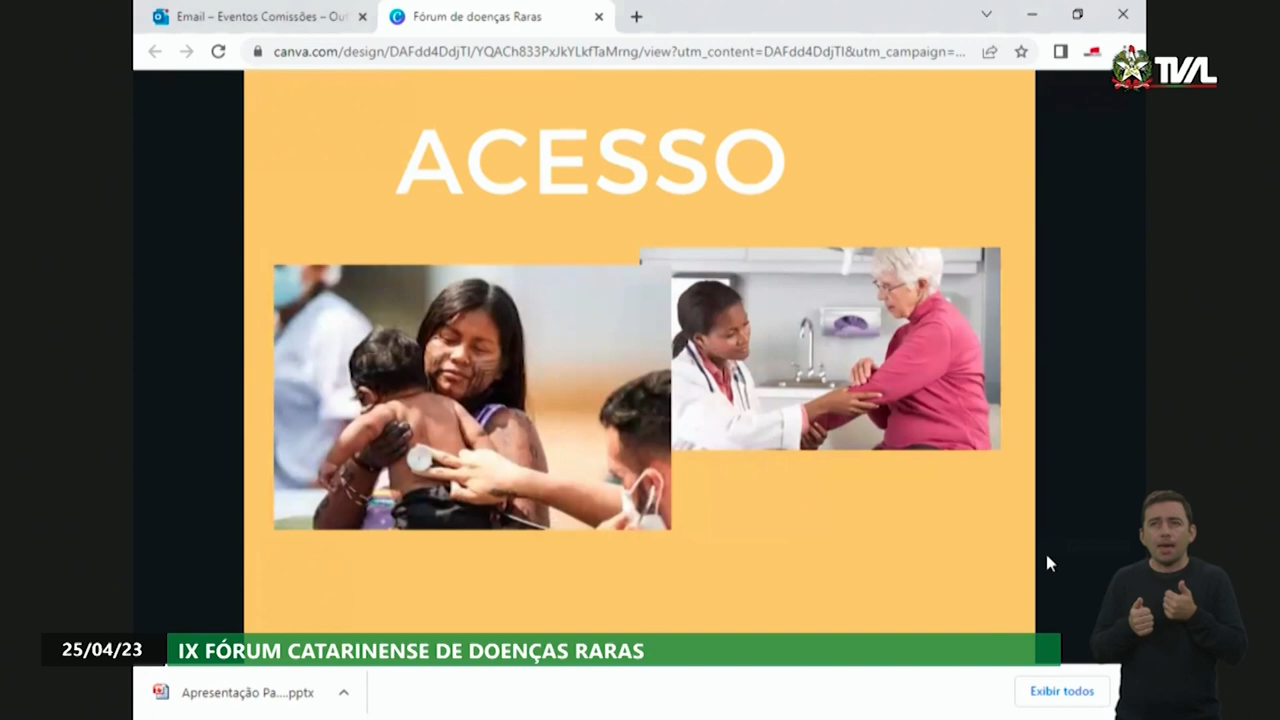 Email – Eventos Comissões – Out
Fórum de doenças Raras
canva.com/design/DAFdd4DdjTI/YQACh833PxJkYLkfTaMrng/view?utm_content=DAFdd4DdjTI&utm_campaign=...
TVAL
ACESSO
25/04/23
IX FÓRUM CATARINENSE DE DOENÇAS RARAS
Apresentação Pa....pptx
Exibir todos